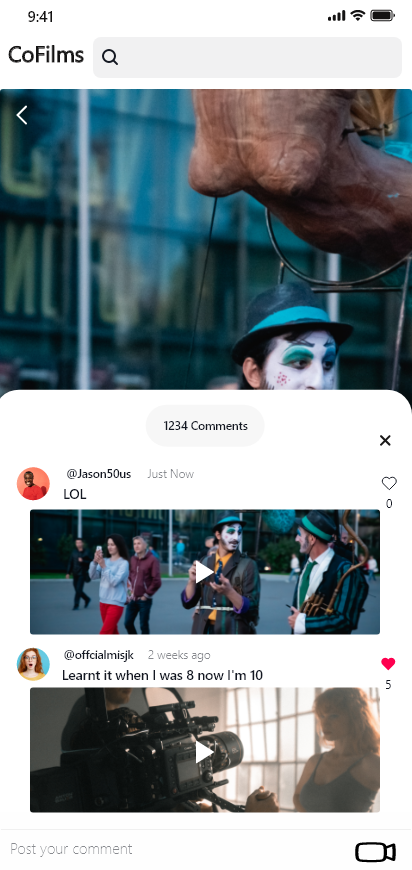 9:41
CoFilms
1234 Comments
@Jason50us Just Now
LOL
0
@offcialmisjk 2 weeks ago
Learnt it when I was 8 now I'm 10
5
Post your comment